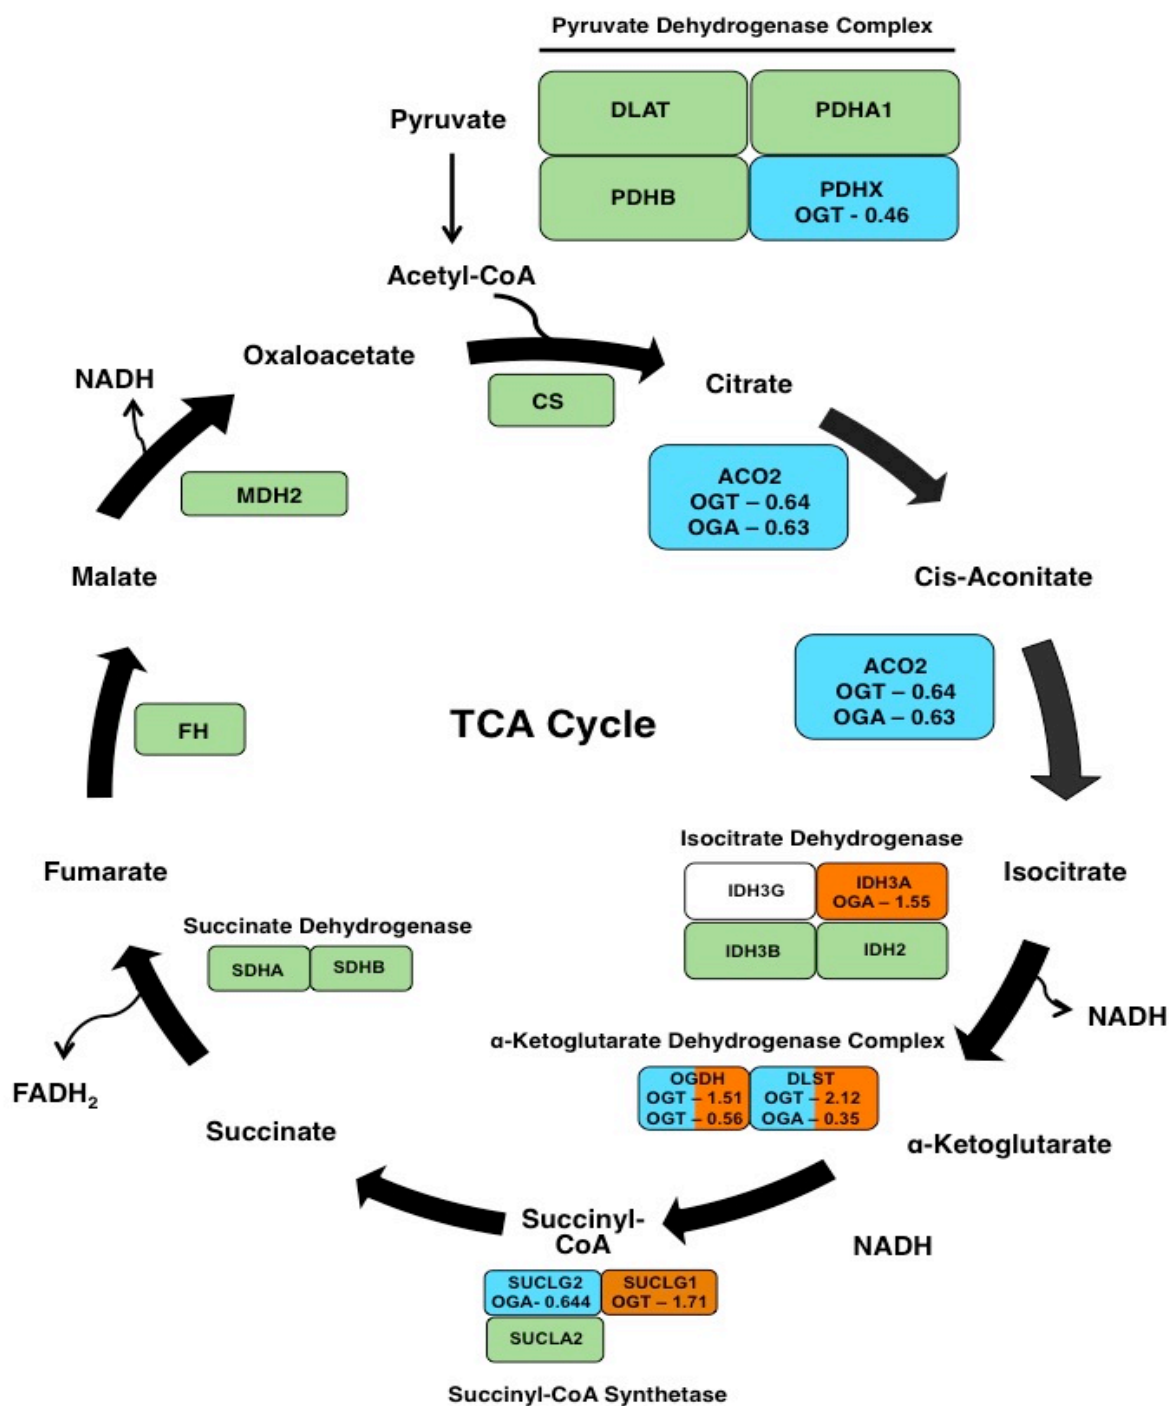 Pyruvate Dehydrogenase Complex
DLAT
PDHA1
Pyruvate
PDHB
PDHX
OGT - 0.46
Acetyl-CoA
Oxaloacetate
NADH
Citrate
CS
ACO2
OGT – 0.64
OGA – 0.63
MDH2
Malate
Cis-Aconitate
ACO2
OGT – 0.64
OGA – 0.63
TCA Cycle
FH
Isocitrate Dehydrogenase
Fumarate
Isocitrate
IDH3G
IDH3A
OGA – 1.55
IDH3B
IDH2
Succinate Dehydrogenase
SDHA
SDHB
NADH
α-Ketoglutarate Dehydrogenase Complex
OGDH
OGT – 1.51
OGT – 0.56
DLST
OGT – 2.12
OGA – 0.35
FADH₂
Succinate
α-Ketoglutarate
Succinyl-
CoA
NADH
SUCLG2
OGA- 0.644
SUCLG1
OGT – 1.71
SUCLA2
Succinyl-CoA Synthetase